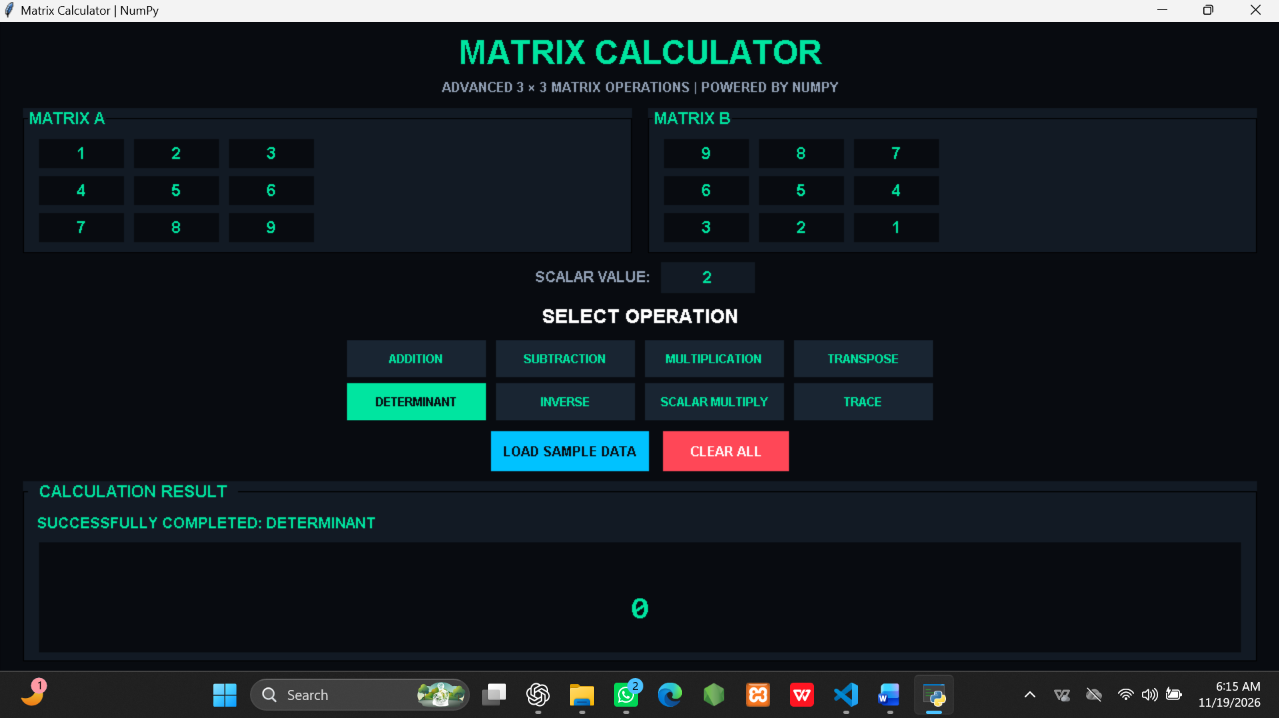 Matrix Calculator | NumPy
MATRIX CALCULATOR
ADVANCED 3 × 3 MATRIX OPERATIONS | POWERED BY NUMPY
MATRIX A
1 2 3
4 5 6
7 8 9
MATRIX B
9 8 7
6 5 4
3 2 1
SCALAR VALUE: 2
SELECT OPERATION
ADDITION SUBTRACTION MULTIPLICATION TRANSPOSE
DETERMINANT INVERSE SCALAR MULTIPLY TRACE
LOAD SAMPLE DATA CLEAR ALL
CALCULATION RESULT
SUCCESSFULLY COMPLETED: DETERMINANT
0
1
Search
2
W
W
6:15 AM
11/19/2026